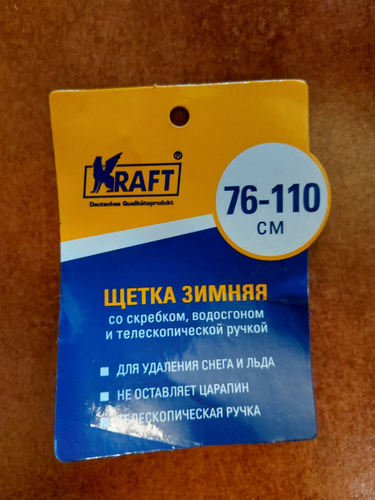 KRAFT®
Deutsches Qualitätsprodukt
76-110
СМ
ЩЕТКА ЗИМНЯЯ
со скребком, водосгоном
и телескопической ручкой
ДЛЯ УДАЛЕНИЯ СНЕГА И ЛЬДА
НЕ ОСТАВЛЯЕТ ЦАРАПИН
ТЕЛЕСКОПИЧЕСКАЯ РУЧКА